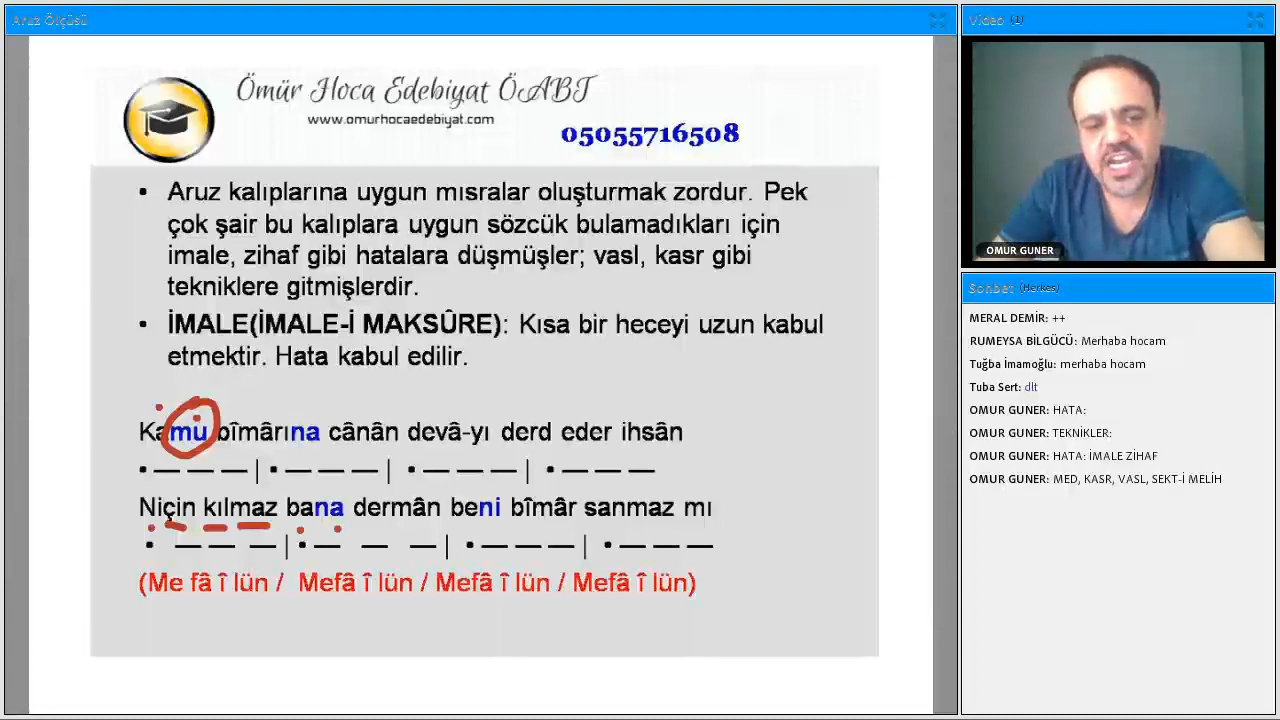 Aruz Ölçüsü
Ömür Hoca Edebiyat ÖABT
www.omurhocaedebiyat.com
05055716508
• Aruz kalıplarına uygun mısralar oluşturmak zordur. Pek
çok şair bu kalıplara uygun sözcük bulamadıkları için
imale, zihaf gibi hatalara düşmüşler; vasl, kasr gibi
tekniklere gitmişlerdir.
• İMALE(İMALE-İ MAKSÛRE): Kısa bir heceyi uzun kabul
etmektir. Hata kabul edilir.
Kamu bîmârına cânân devâ-yı derd eder ihsân
• — — — | • — — — | • — — — | • — — —
Niçin kılmaz bana dermân beni bîmâr sanmaz mı
• — — — | • — — — | • — — — | • — — —
(Me fâ î lün / Mefâ î lün / Mefâ î lün / Mefâ î lün)
Video (1)
OMUR GUNER
Sohbet (Herkes)
MERAL DEMİR: ++
RUMEYSA BİLGÜCÜ: Merhaba hocam
Tuğba İmamoğlu: merhaba hocam
Tuba Sert: dlt
OMUR GUNER: HATA:
OMUR GUNER: TEKNİKLER:
OMUR GUNER: HATA: İMALE ZİHAF
OMUR GUNER: MED, KASR, VASL, SEKT-İ MELİH